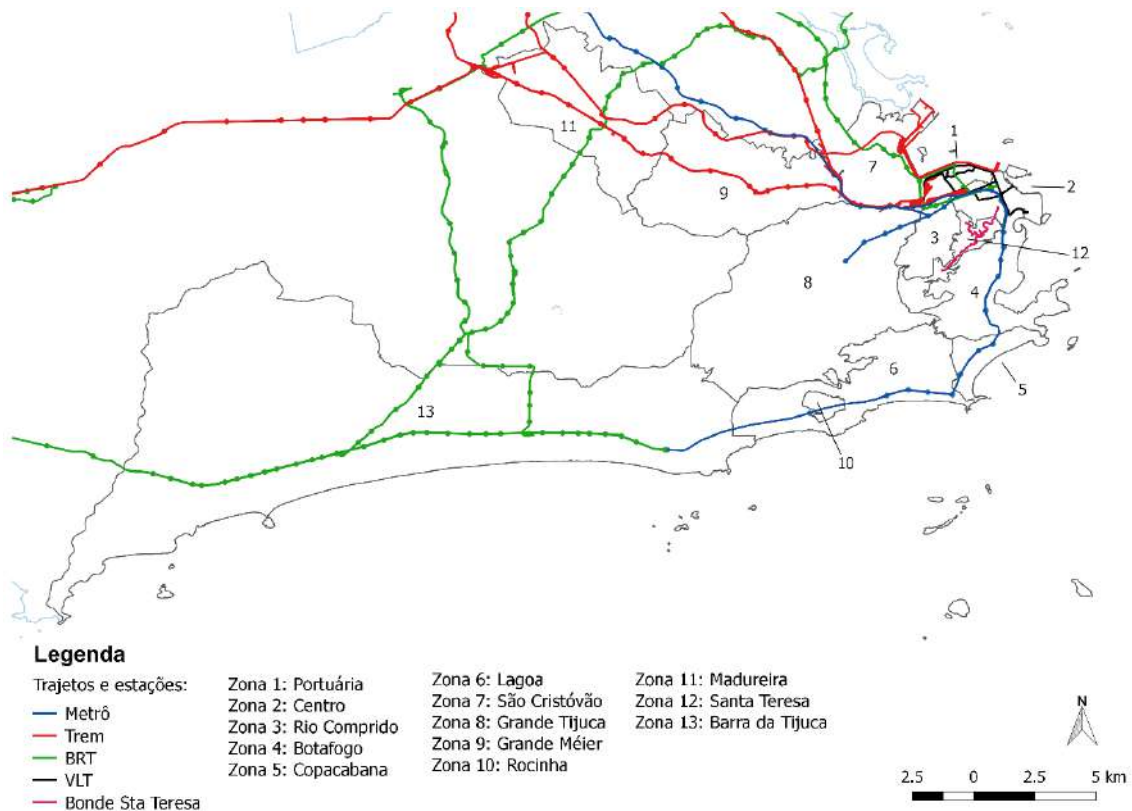 1
11
7
2
9
3
12
8
4
6
5
13
10
Legenda
Trajetos e estações:
Metrô
Trem
BRT
VLT
Bonde Sta Teresa
Zona 1: Portuária
Zona 2: Centro
Zona 3: Rio Comprido
Zona 4: Botafogo
Zona 5: Copacabana
Zona 6: Lagoa
Zona 7: São Cristóvão
Zona 8: Grande Tijuca
Zona 9: Grande Méier
Zona 10: Rocinha
Zona 11: Madureira
Zona 12: Santa Teresa
Zona 13: Barra da Tijuca
N
2.5 0 2.5 5 km